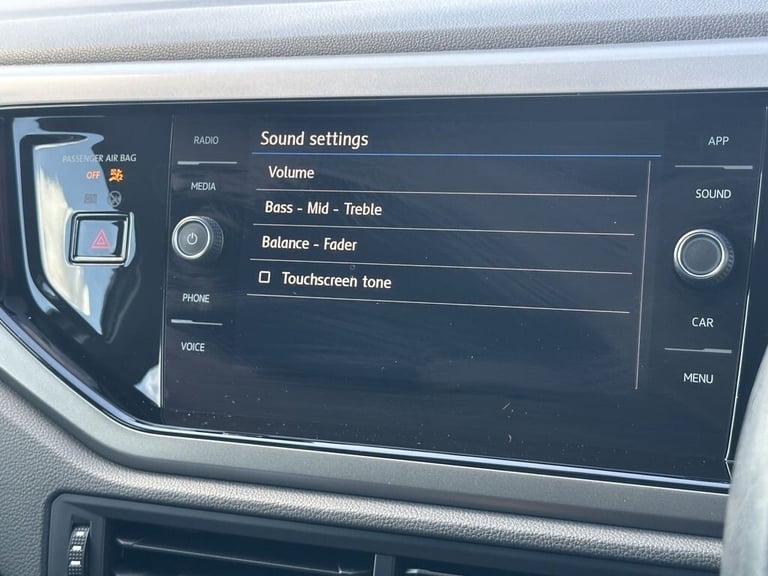 PASSENGER AIR BAG
OFF
RADIO
MEDIA
PHONE
VOICE
Sound settings
Volume
Bass - Mid - Treble
Balance - Fader
Touchscreen tone
APP
SOUND
CAR
MENU